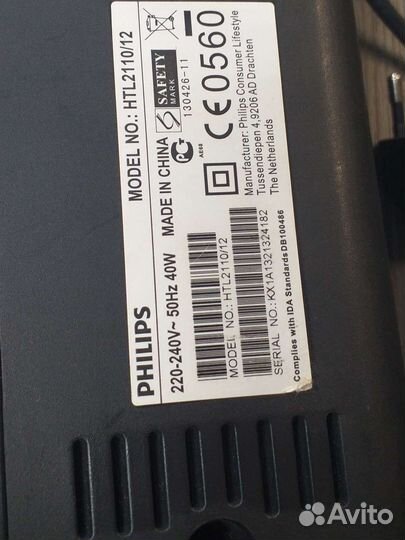 PHILIPS
MODEL NO.: HTL2110/12
220-240V~ 50Hz 40W MADE IN CHINA
SAFETY
MARK
130426-11
CE0560
AE68
Manufacturer: Philips Consumer Lifestyle
Tussendiepen 4,9206 AD Drachten
The Netherlands
MODEL NO.: HTL2110/12
SERIAL NO.: KX1A1321324182
Complies with IDA Standards DB100486
Avito